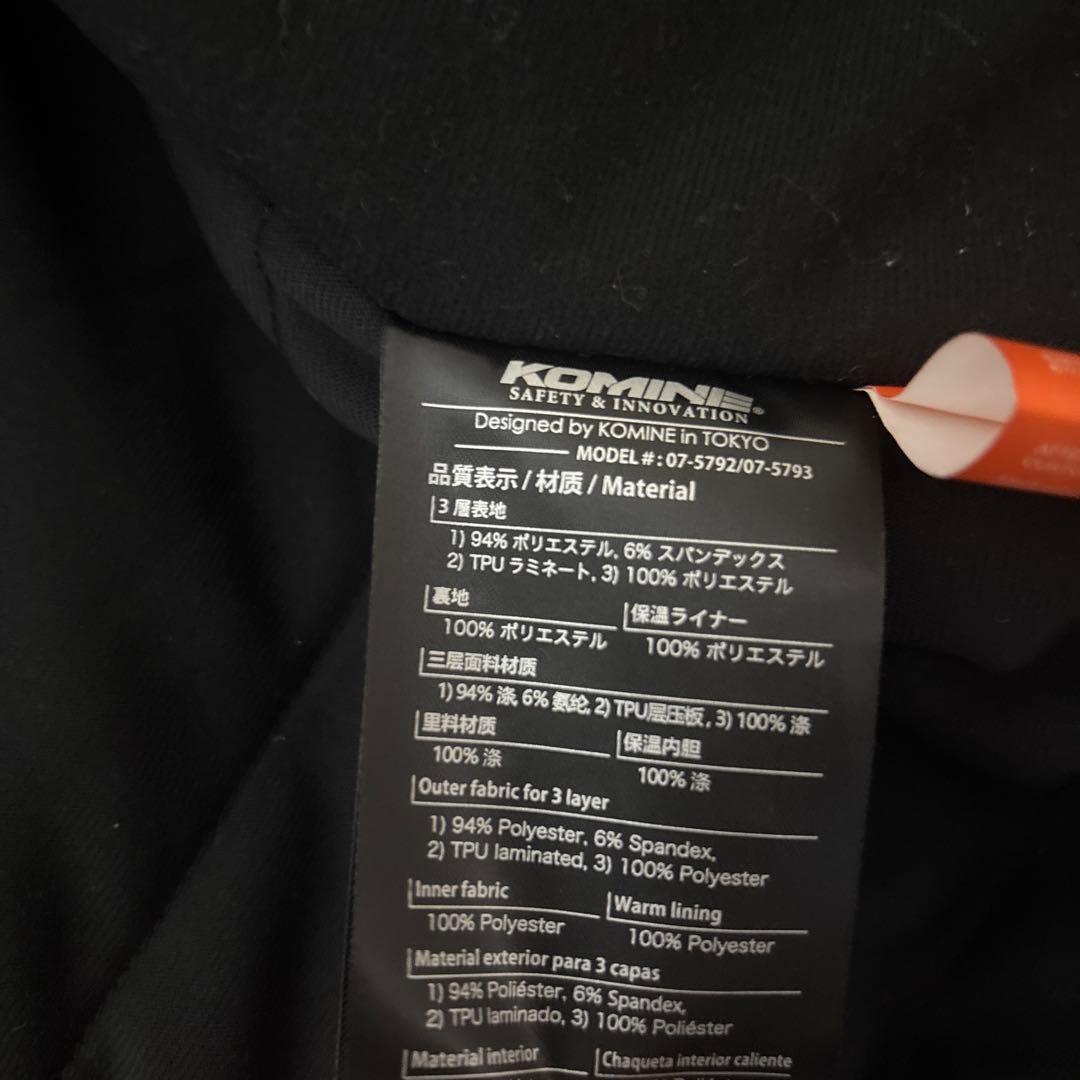 KOMINE®
SAFETY & INNOVATION
Designed by KOMINE in TOKYO
MODEL # : 07-5792/07-5793
品質表示 / 材质 / Material
3 層表地
1) 94% ポリエステル, 6% スパンデックス
2) TPU ラミネート, 3) 100% ポリエステル
裏地
100% ポリエステル
保温ライナー
100% ポリエステル
三层面料材质
1) 94% 涤, 6% 氨纶, 2) TPU层压板 , 3) 100% 涤
里料材质
100% 涤
保温内胆
100% 涤
Outer fabric for 3 layer
1) 94% Polyester, 6% Spandex,
2) TPU laminated, 3) 100% Polyester
Inner fabric
100% Polyester
Warm lining
100% Polyester
Material exterior para 3 capas
1) 94% Poliéster, 6% Spandex,
2) TPU laminado, 3) 100% Poliéster
Material interior
Chaqueta interior caliente